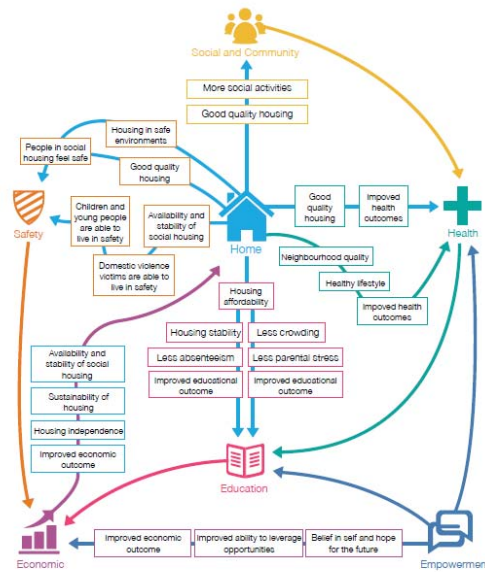 Social and Community
More social activities
Good quality housing
Housing in safe
environments
People in social
housing feel safe
Good quality
housing
Safety
Children and
young people
are able to
live in safety
Availability and
stability of
social housing
Domestic violence
victims are able to
live in safety
Home
Good
quality
housing
Impoved
health
outcomes
Health
Neighbourhood quality
Healthy lifestyle
Impoved health
outcomes
Housing
affordability
Housing stability
Less crowding
Less absenteeism
Less parental stress
Improved educational
outcome
Improved educational
outcome
Availability and
stability of social
housing
Sustainability of
housing
Housing independence
Improved economic
outcome
Education
Economic
Improved economic
outcome
Improved ability to leverage
opportunities
Belief in self and hope
for the future
Empowerment